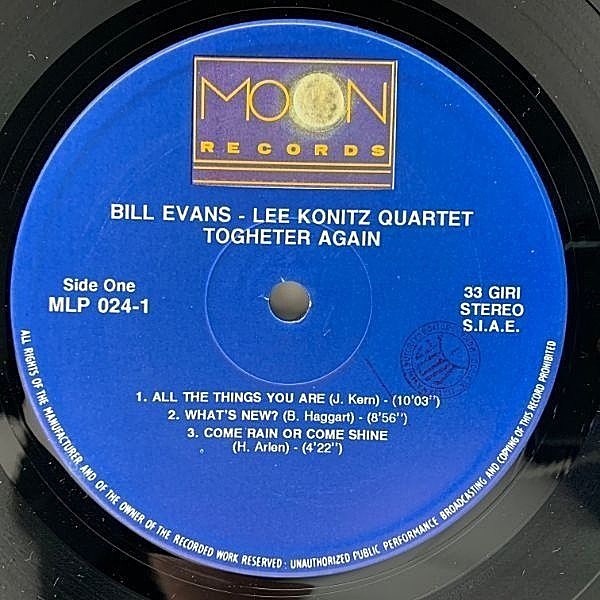 MOON
RECORDS
BILL EVANS - LEE KONITZ QUARTET
TOGHETER AGAIN
Side One
MLP 024-1
33 GIRI
STEREO
S.I.A.E.
1. ALL THE THINGS YOU ARE (J. Kern) - (10'03")
2. WHAT'S NEW? (B. Haggart) - (8'56")
3. COME RAIN OR COME SHINE
(H. Arlen) - (4'22")
ALL RIGHTS OF THE MANUFACTURER AND OF THE OWNER OF THE RECORDED WORK RESERVED - UNAUTHORIZED PUBLIC PERFORMANCE BROADCASTING AND COPYING OF THIS RECORD PROHIBITED